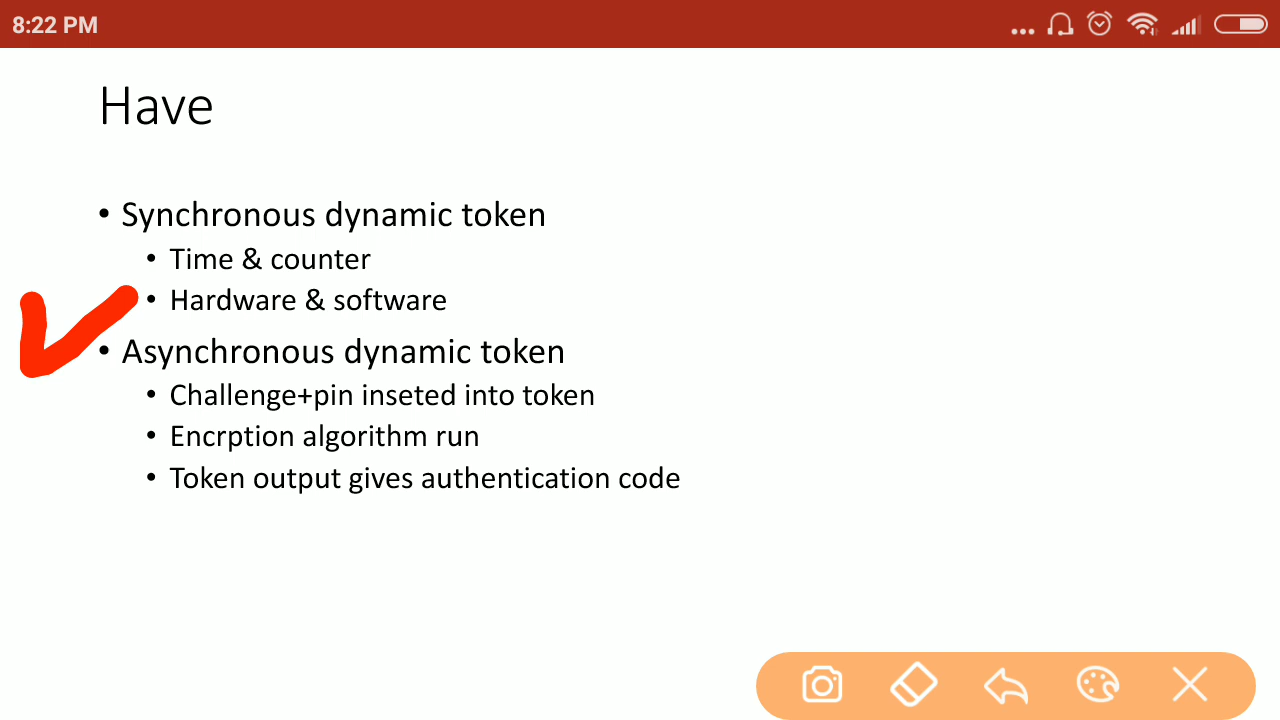 8:22 PM
Have
• Synchronous dynamic token
• Time & counter
• Hardware & software
• Asynchronous dynamic token
• Challenge+pin inseted into token
• Encrption algorithm run
• Token output gives authentication code